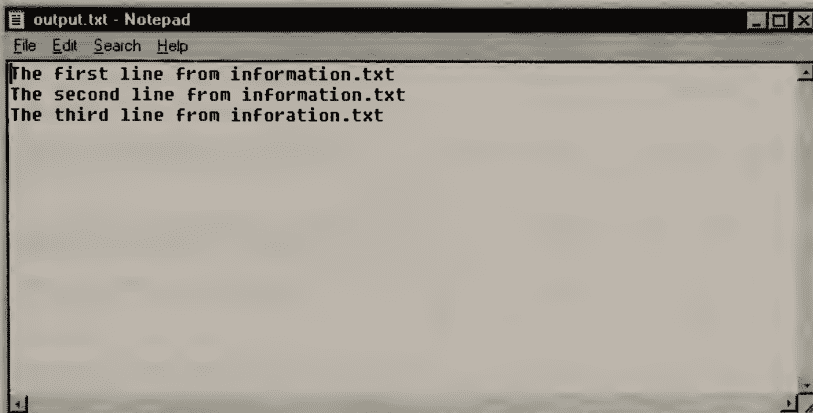 output.txt - Notepad
File Edit Search Help
The first line from information.txt
The second line from information.txt
The third line from inforation.txt